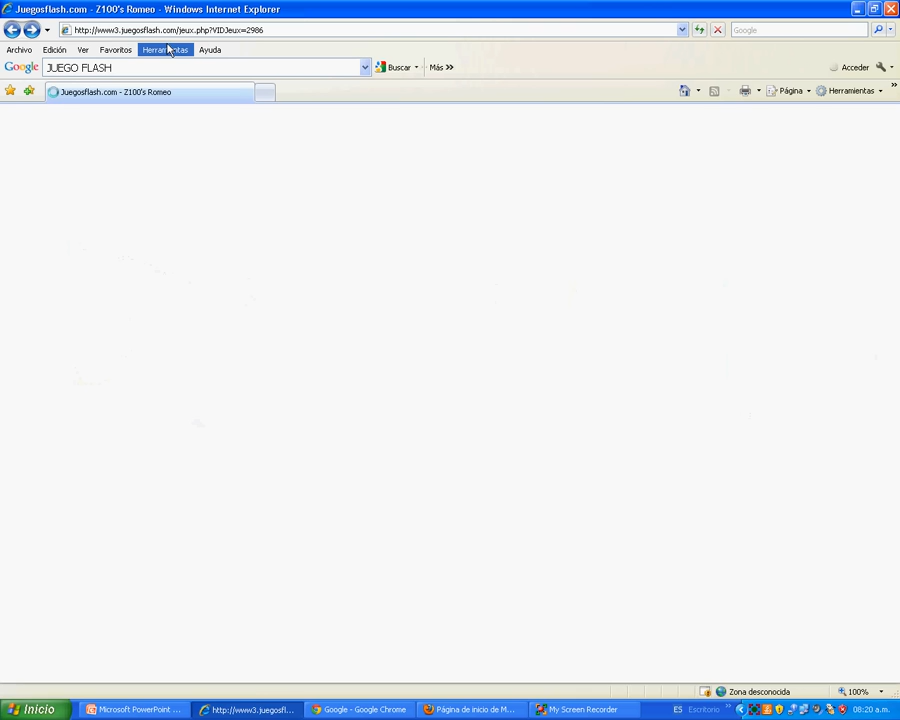 Juegosflash.com - Z100's Romeo - Windows Internet Explorer
http://www3.juegosflash.com/jeux.php?VIDJeux=2986
Google
Archivo Edición Ver Favoritos Herramientas Ayuda
Google JUEGO FLASH Buscar Más >> Acceder
Juegosflash.com - Z100's Romeo Página Herramientas
Zona desconocida 100%
Inicio Microsoft PowerPoint ... http://www3.juegosfl... Google - Google Chrome Página de inicio de M... My Screen Recorder ES Escritorio 08:20 a.m.